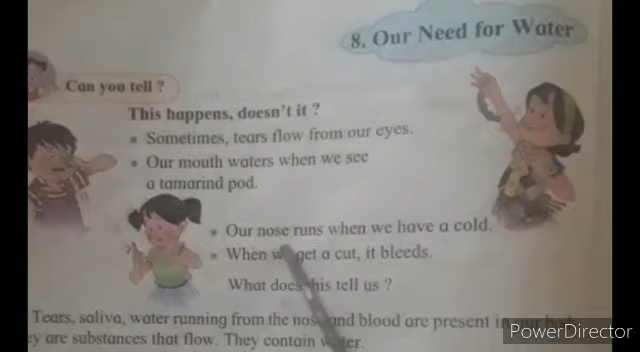 8. Our Need for Water
Can you tell ?
This happens, doesn't it ?
Sometimes, tears flow from our eyes.
Our mouth waters when we see
a tamarind pod.
Our nose runs when we have a cold.
When get a cut, it bleeds.
What does this tell us ?
Tears, saliva, water running from the nose and blood are present in our
are substances that flow. They contain water.
PowerDirector